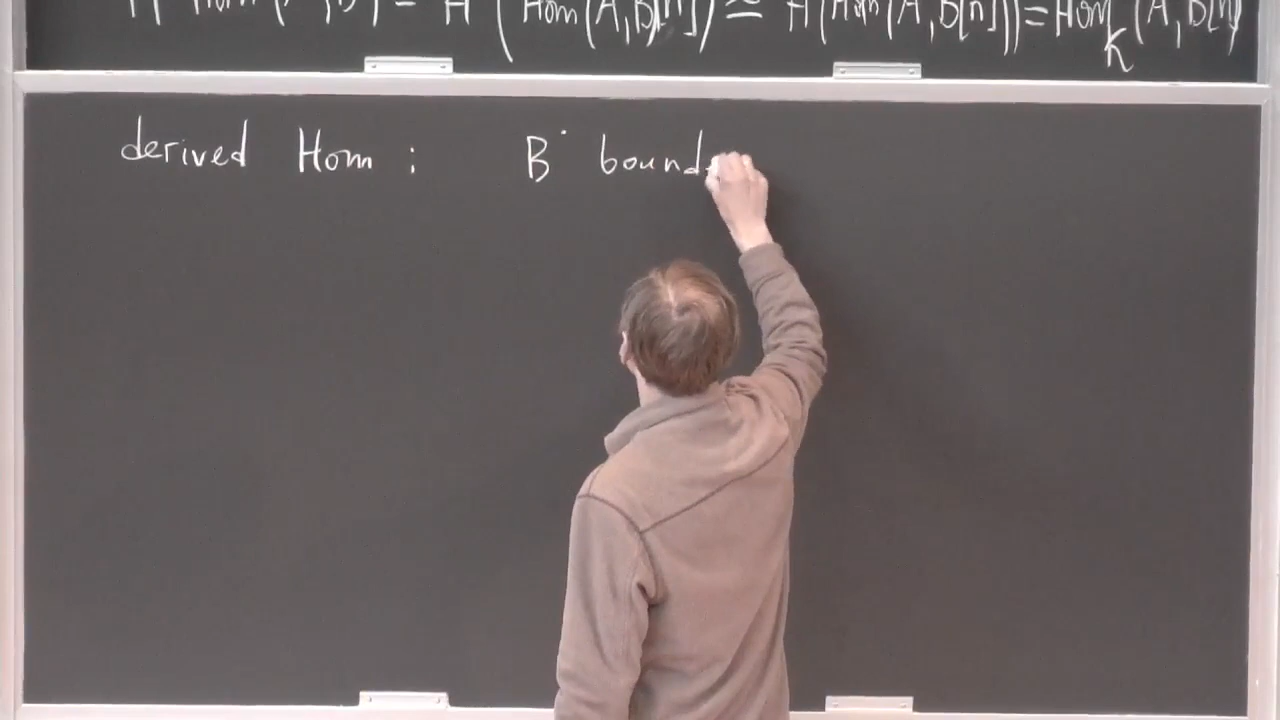 Hom(A,B) = H (Hom(A,B)[n]) ≅ H(Hom(A,B[n])) = Hom_K(A,B[n])
derived Hom : B˙ bound